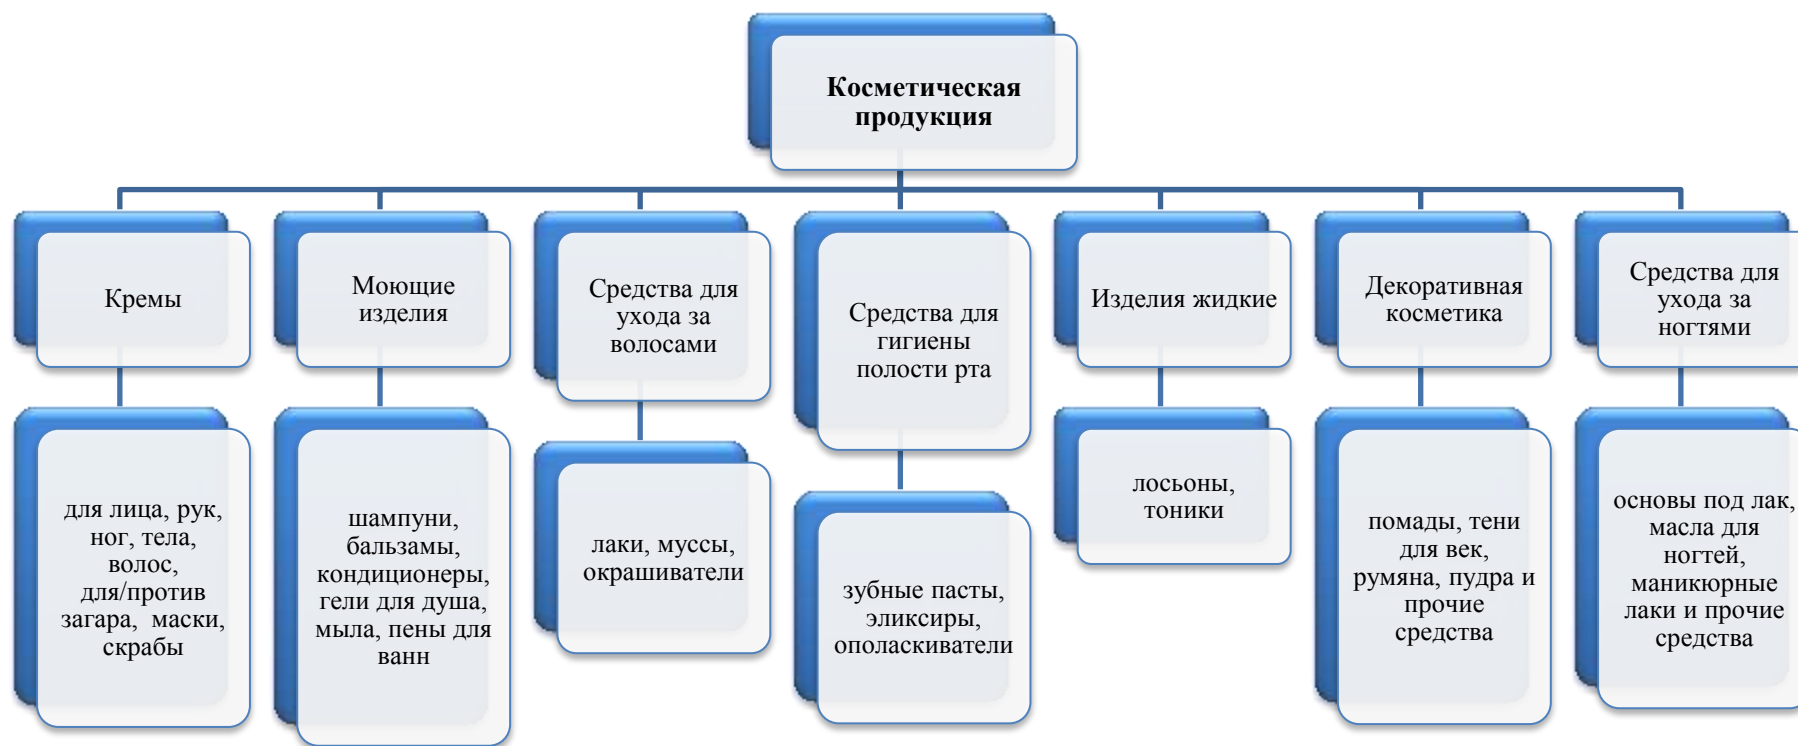 Косметическая
продукция
Кремы
Моющие
изделия
Средства для
ухода за
волосами
Средства для
гигиены
полости рта
Изделия жидкие
Декоративная
косметика
Средства для
ухода за
ногтями
для лица, рук,
ног, тела,
волос,
для/против
загара, маски,
скрабы
шампуни,
бальзамы,
кондиционеры,
гели для душа,
мыла, пены для
ванн
лаки, муссы,
окрашиватели
зубные пасты,
эликсиры,
ополаскиватели
лосьоны,
тоники
помады, тени
для век,
румяна, пудра и
прочие
средства
основы под лак,
масла для
ногтей,
маникюрные
лаки и прочие
средства